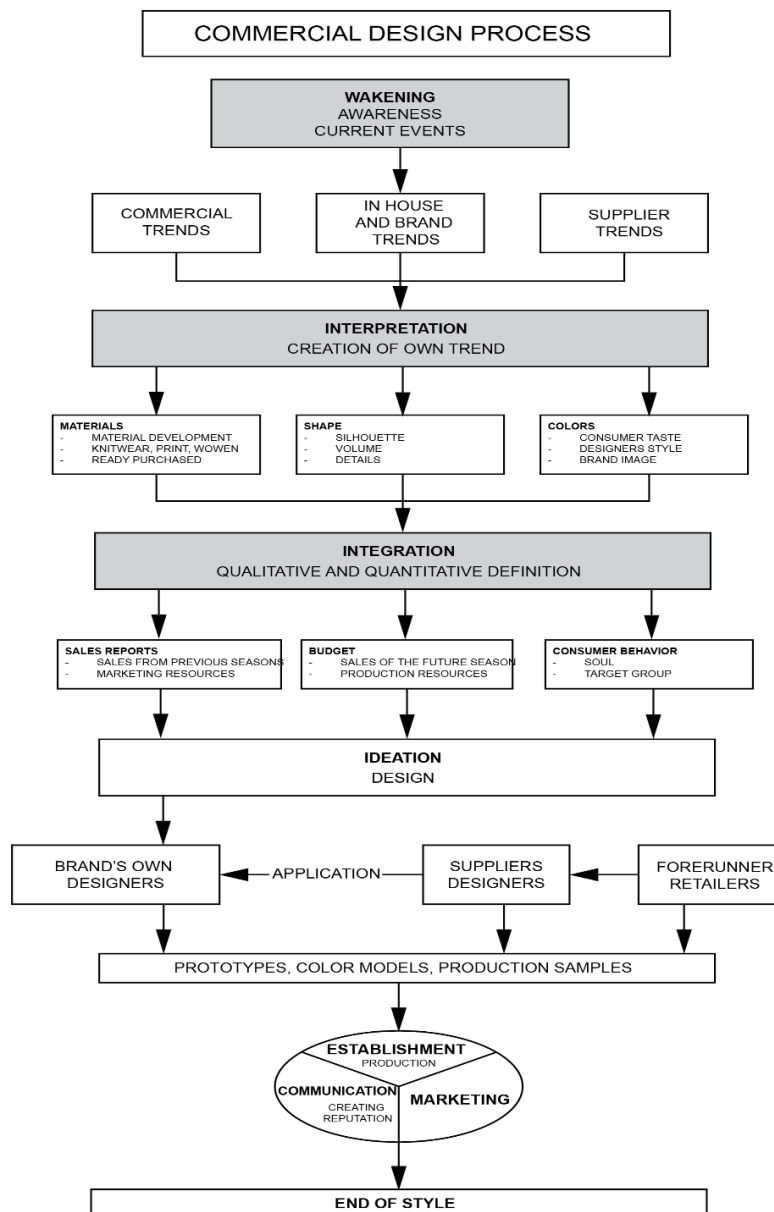 COMMERCIAL DESIGN PROCESS
WAKENING
AWARENESS
CURRENT EVENTS
COMMERCIAL
TRENDS
IN HOUSE
AND BRAND
TRENDS
SUPPLIER
TRENDS
INTERPRETATION
CREATION OF OWN TREND
MATERIALS
- MATERIAL DEVELOPMENT
- KNITWEAR, PRINT, WOWEN
- READY PURCHASED
SHAPE
- SILHOUETTE
- VOLUME
- DETAILS
COLORS
- CONSUMER TASTE
- DESIGNERS STYLE
- BRAND IMAGE
INTEGRATION
QUALITATIVE AND QUANTITATIVE DEFINITION
SALES REPORTS
- SALES FROM PREVIOUS SEASONS
- MARKETING RESOURCES
BUDGET
- SALES OF THE FUTURE SEASON
- PRODUCTION RESOURCES
CONSUMER BEHAVIOR
- SOUL
- TARGET GROUP
IDEATION
DESIGN
BRAND'S OWN
DESIGNERS
APPLICATION
SUPPLIERS
DESIGNERS
FORERUNNER
RETAILERS
PROTOTYPES, COLOR MODELS, PRODUCTION SAMPLES
ESTABLISHMENT
PRODUCTION
COMMUNICATION
CREATING
REPUTATION
MARKETING
END OF STYLE